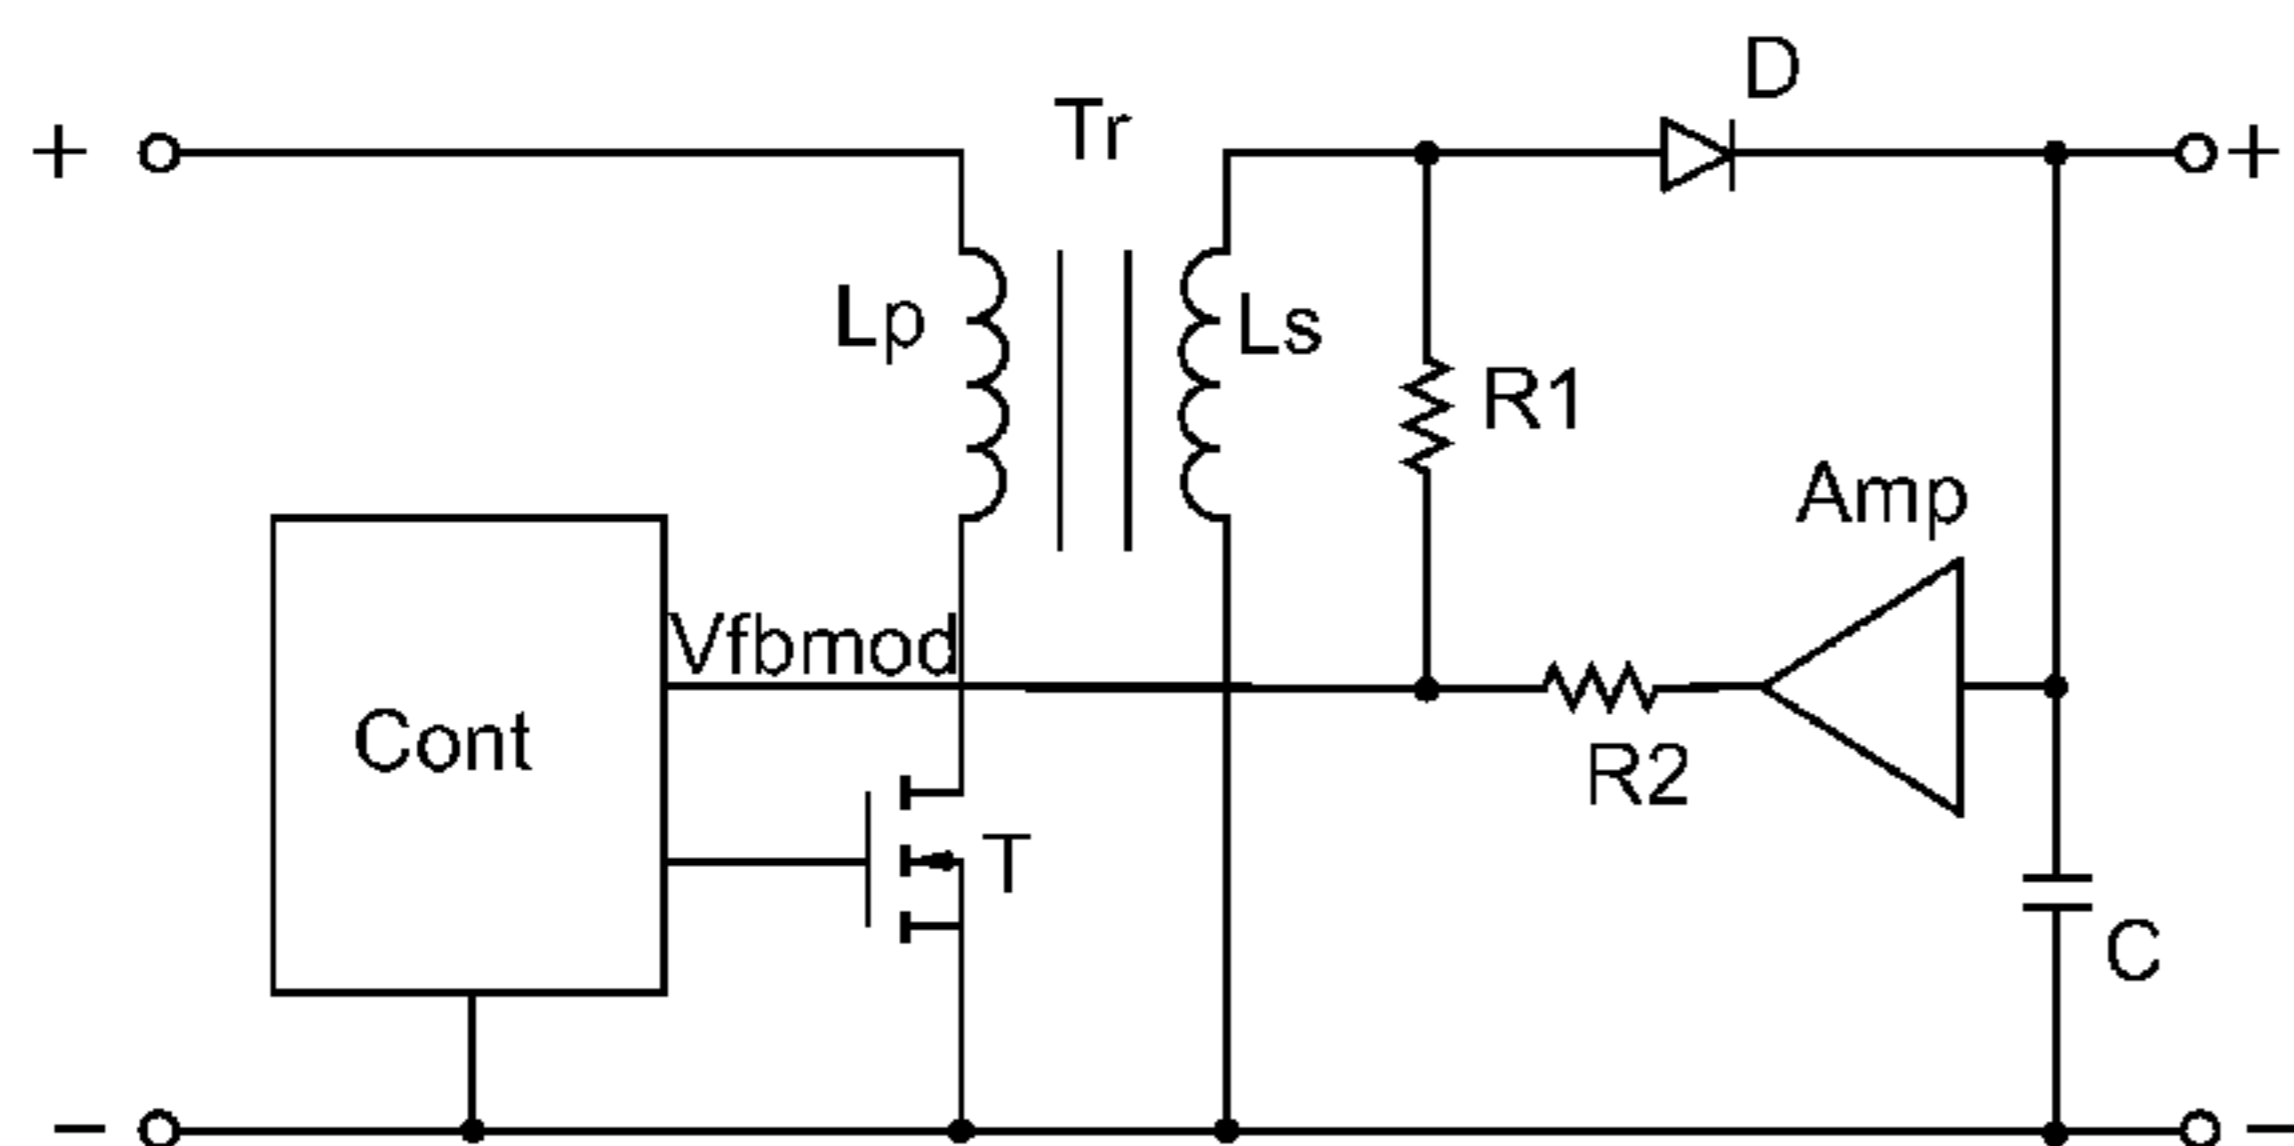 D
Tr
+
+
Lp
Ls
R1
Amp
Vfbmod
Cont
R2
T
C
−
−